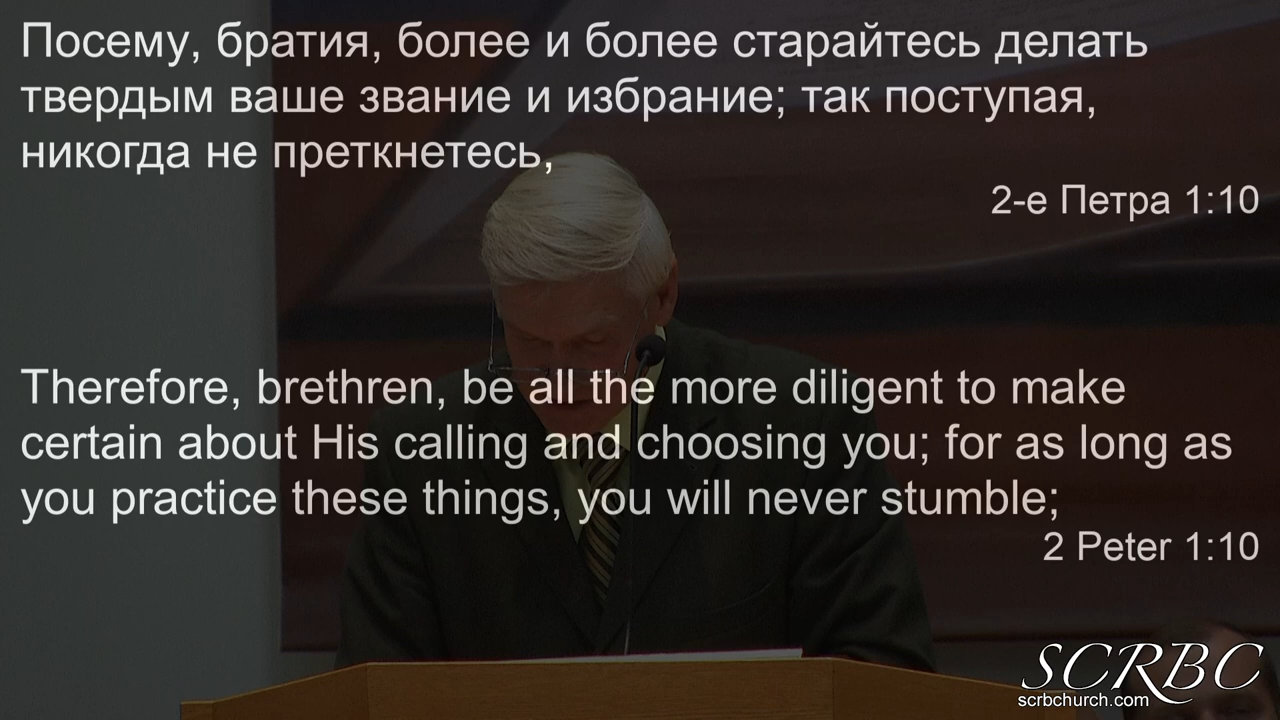 Посему, братия, более и более старайтесь делать
твердым ваше звание и избрание; так поступая,
никогда не преткнетесь,
2-е Петра 1:10
Therefore, brethren, be all the more diligent to make
certain about His calling and choosing you; for as long as
you practice these things, you will never stumble;
2 Peter 1:10
SCRBC
scrbchurch.com